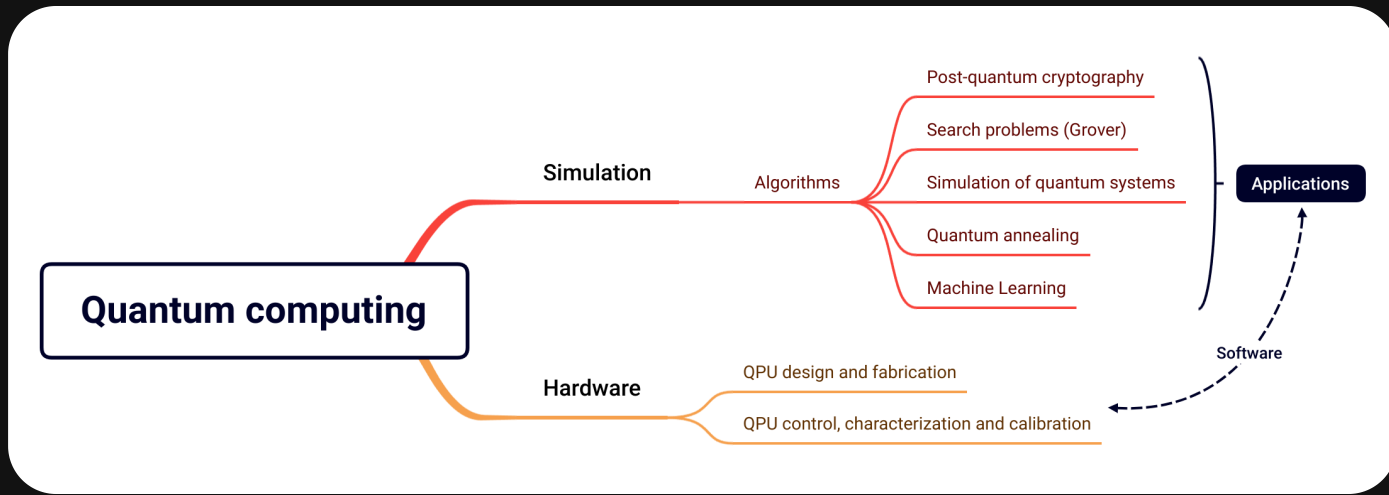 Quantum computing
Simulation
Algorithms
Post-quantum cryptography
Search problems (Grover)
Simulation of quantum systems
Quantum annealing
Machine Learning
Applications
Software
Hardware
QPU design and fabrication
QPU control, characterization and calibration